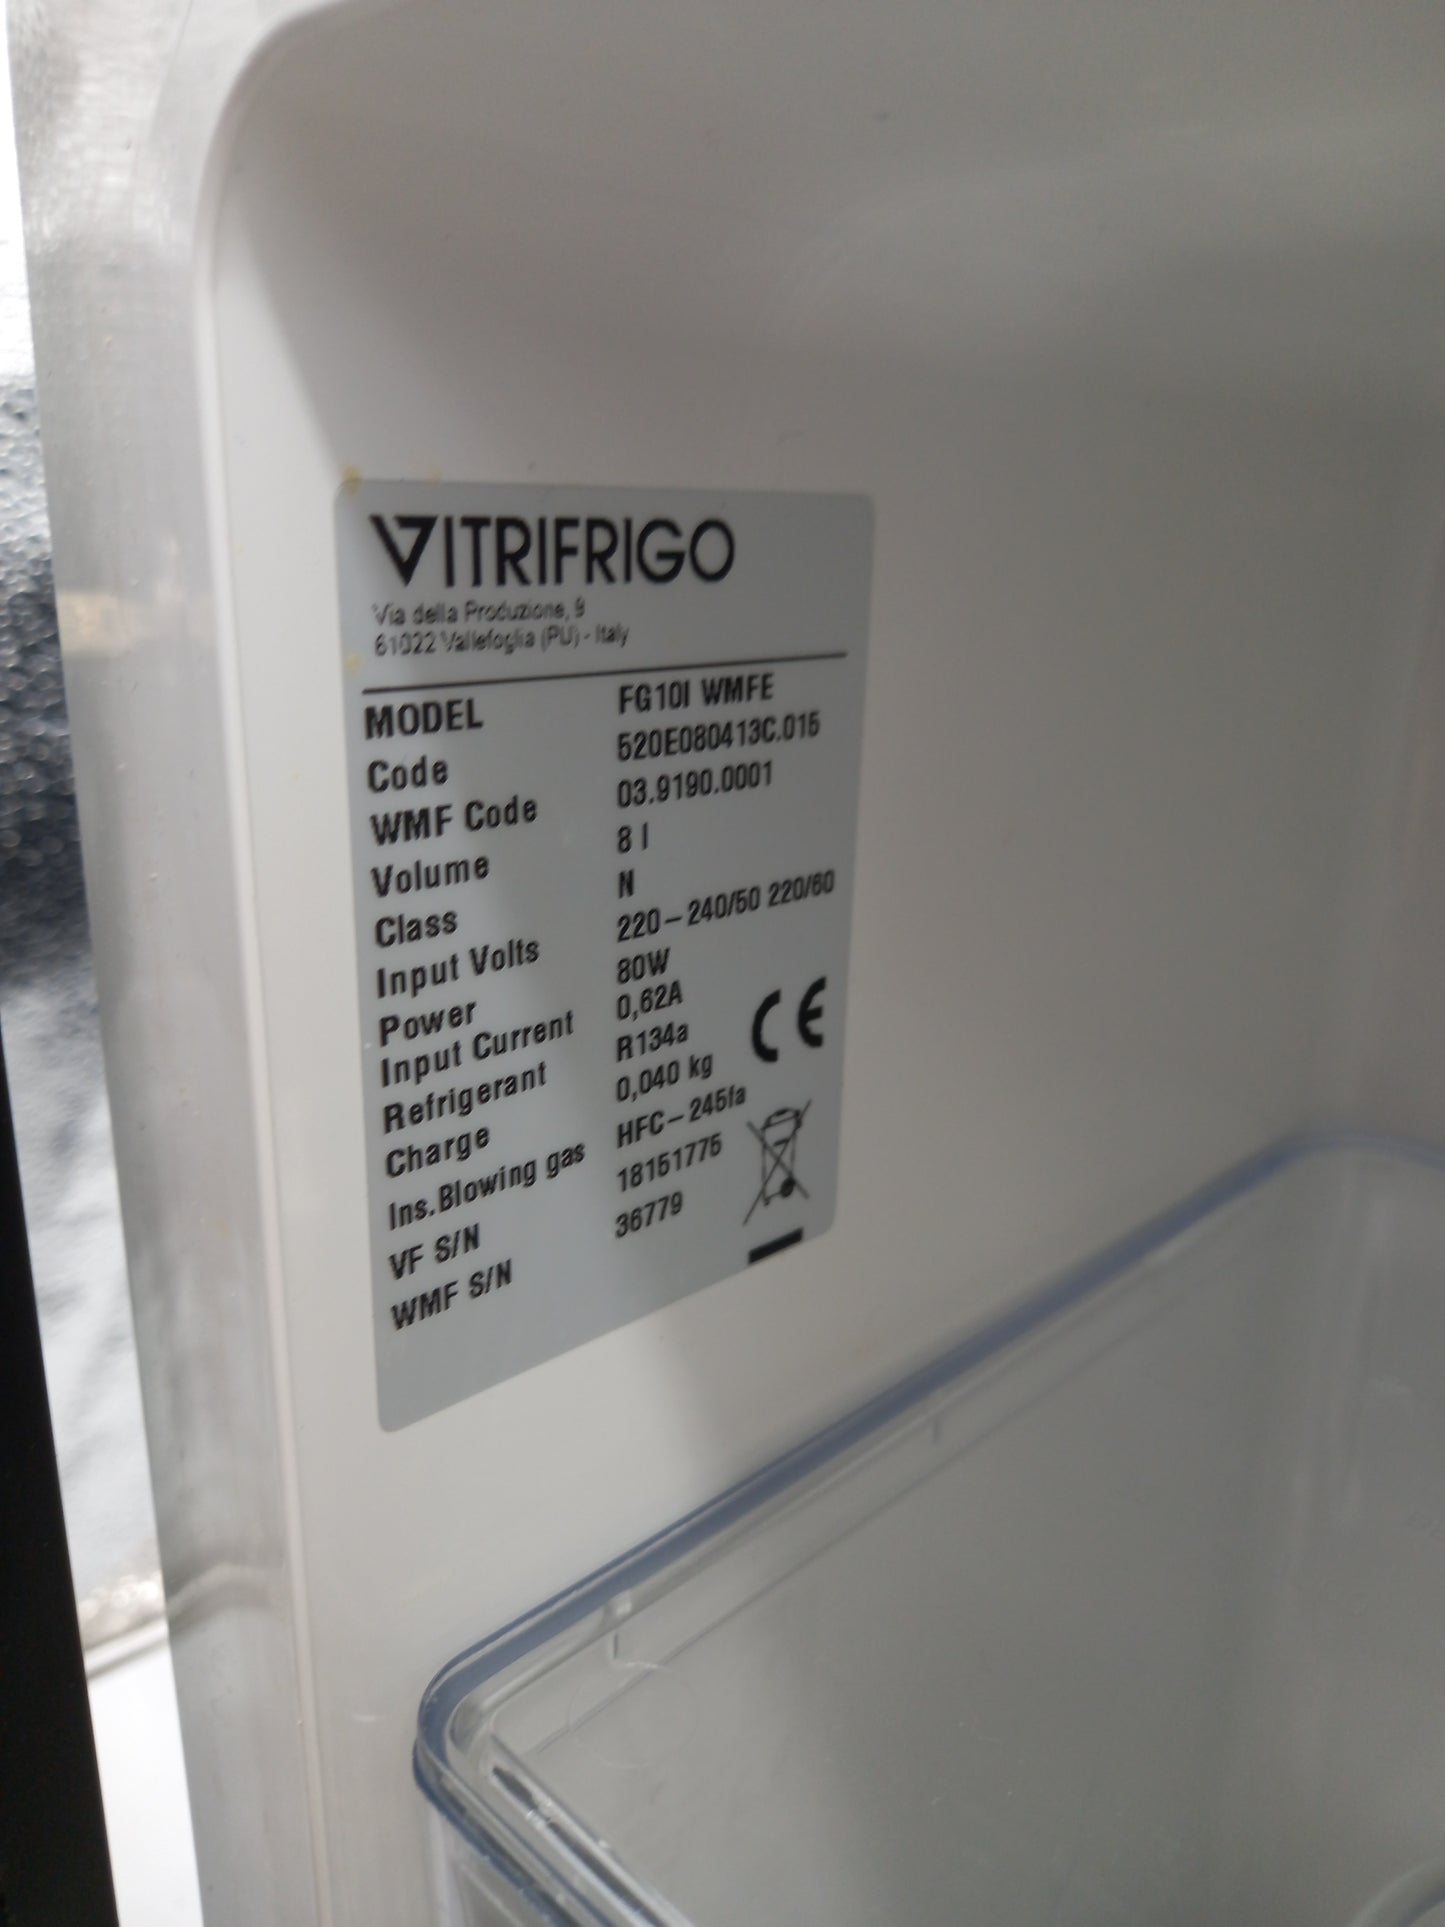 VITRIFRIGO
Via della Produzione, 9
61022 Vallefoglia (PU) - Italy
MODEL FG10I WMFE
Code 520E080413C.015
WMF Code 03.9190.0001
Volume 8 l
Class N
Input Volts 220-240/50 220/60
Power 80W
Input Current 0,62A
Refrigerant R134a
Charge 0,040 kg
Ins.Blowing gas HFC-245fa
VF S/N 18151775
WMF S/N 36779
CE